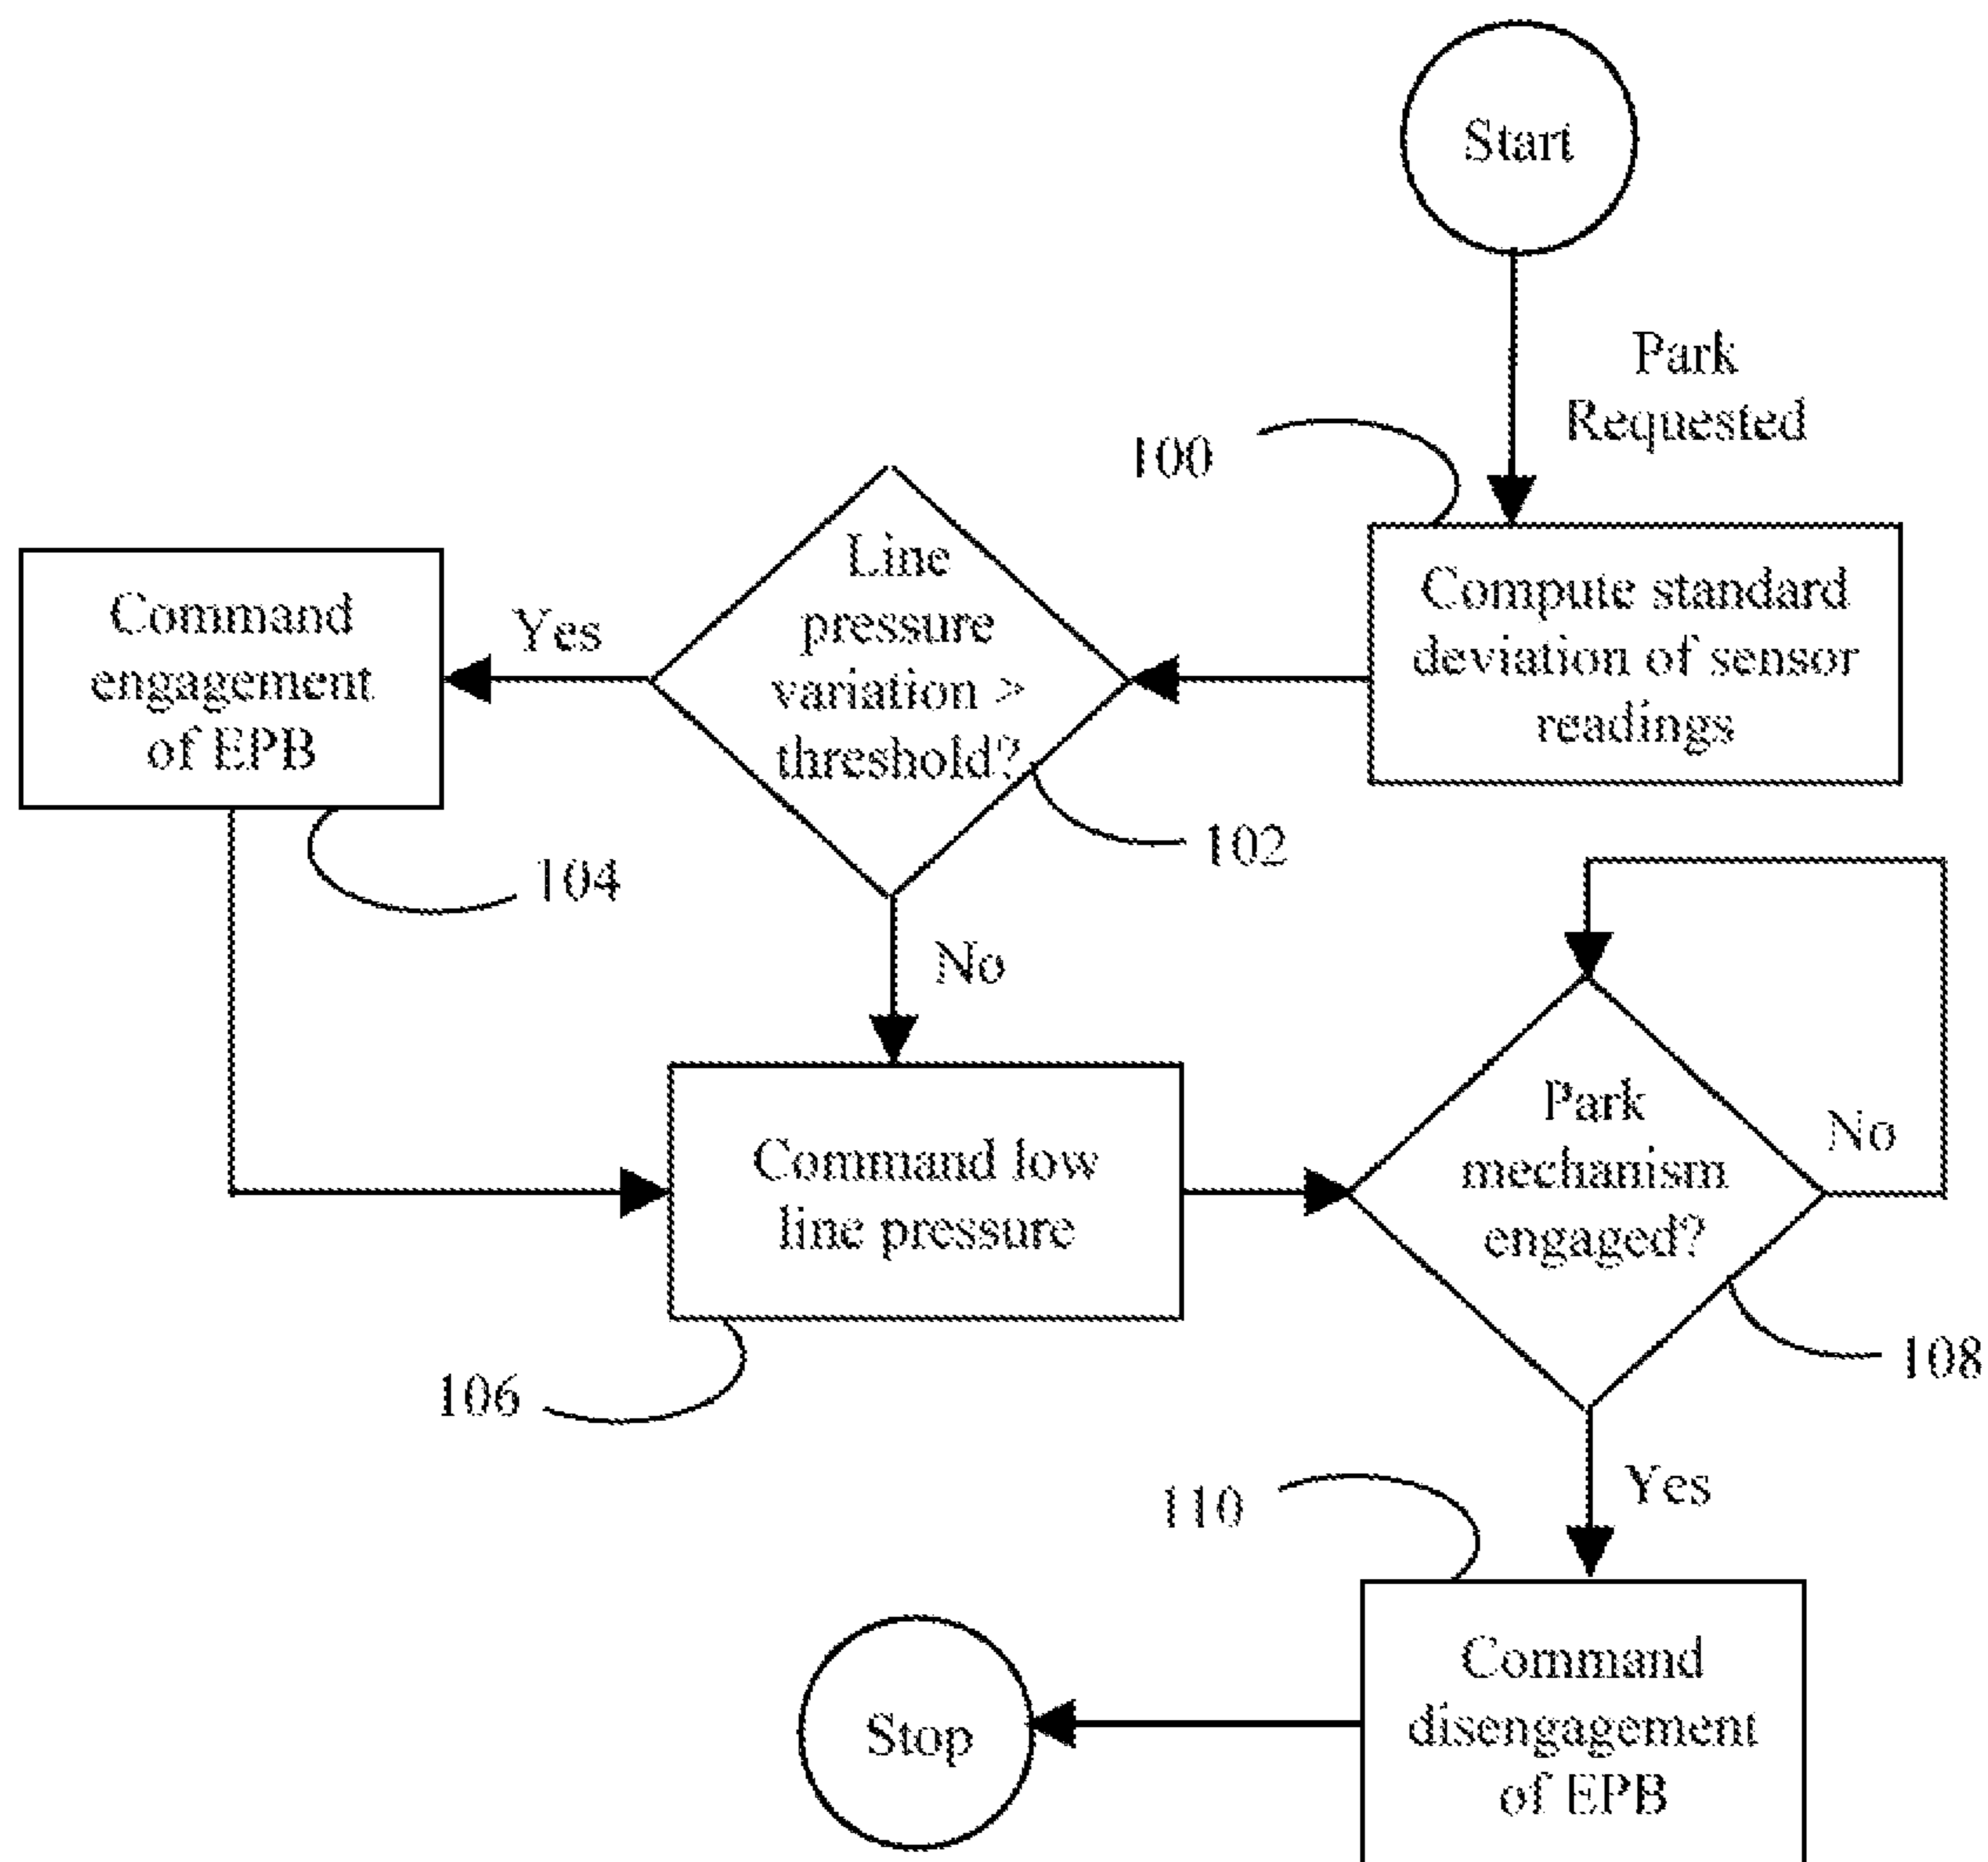 Start
Park
Requested
100
Compute standard
deviation of sensor
readings
Line
pressure
variation >
threshold?
102
Yes
Command
engagement
of EPB
104
No
Command low
line pressure
106
Park
mechanism
engaged?
No
108
Yes
110
Command
disengagement
of EPB
Stop